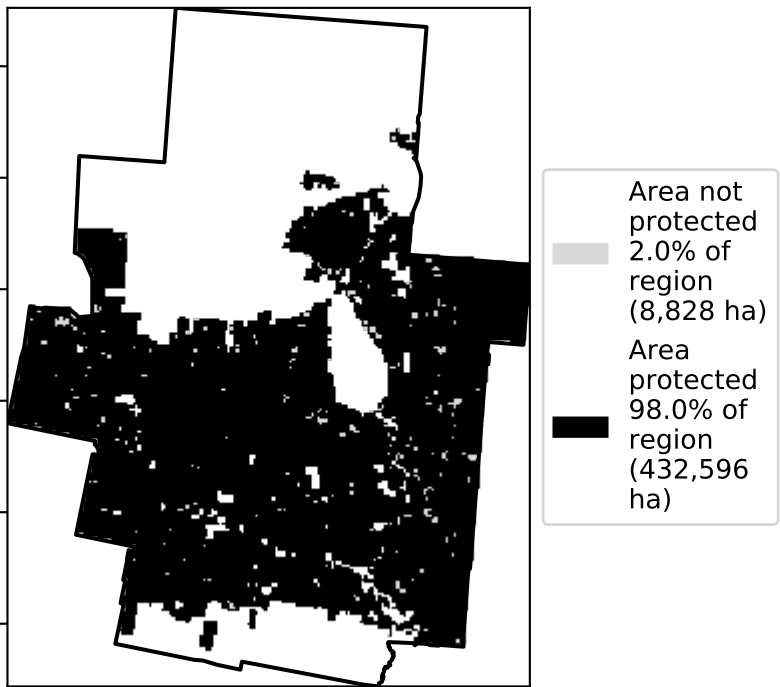 Area not
protected
2.0% of
region
(8,828 ha)
Area
protected
98.0% of
region
(432,596
ha)